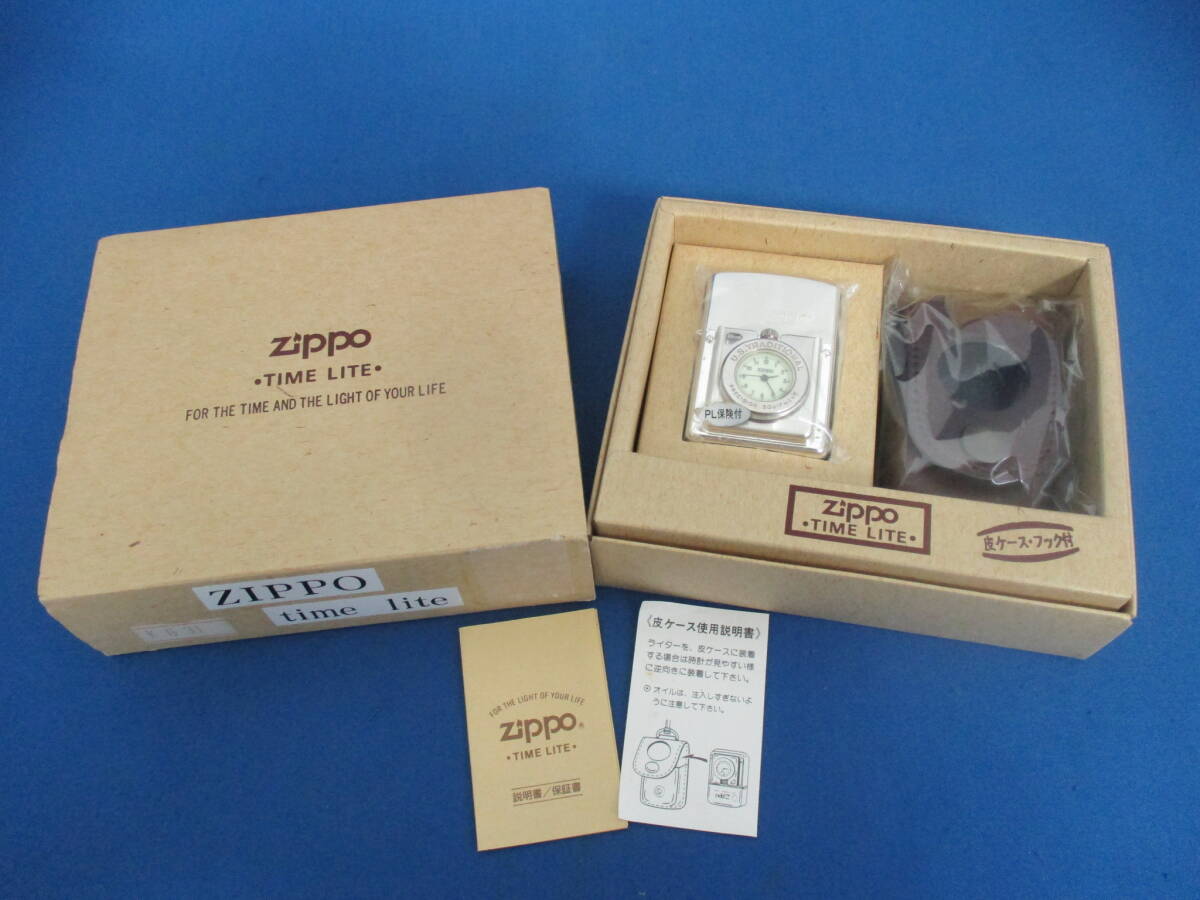 Zippo
•TIME LITE•
FOR THE TIME AND THE LIGHT OF YOUR LIFE
ZIPPO
time lite
U.S. TRADITIONAL
PL保険付
Zippo
•TIME LITE•
皮ケース・フック付
FOR THE LIGHT OF YOUR LIFE
Zippo®
•TIME LITE•
説明書/保証書
《皮ケース使用説明書》
ライターを、皮ケースに装着
する場合は時計が見やすい様
に逆向きに装着して下さい。
◎オイルは、注入しすぎないよ
うに注意して下さい。